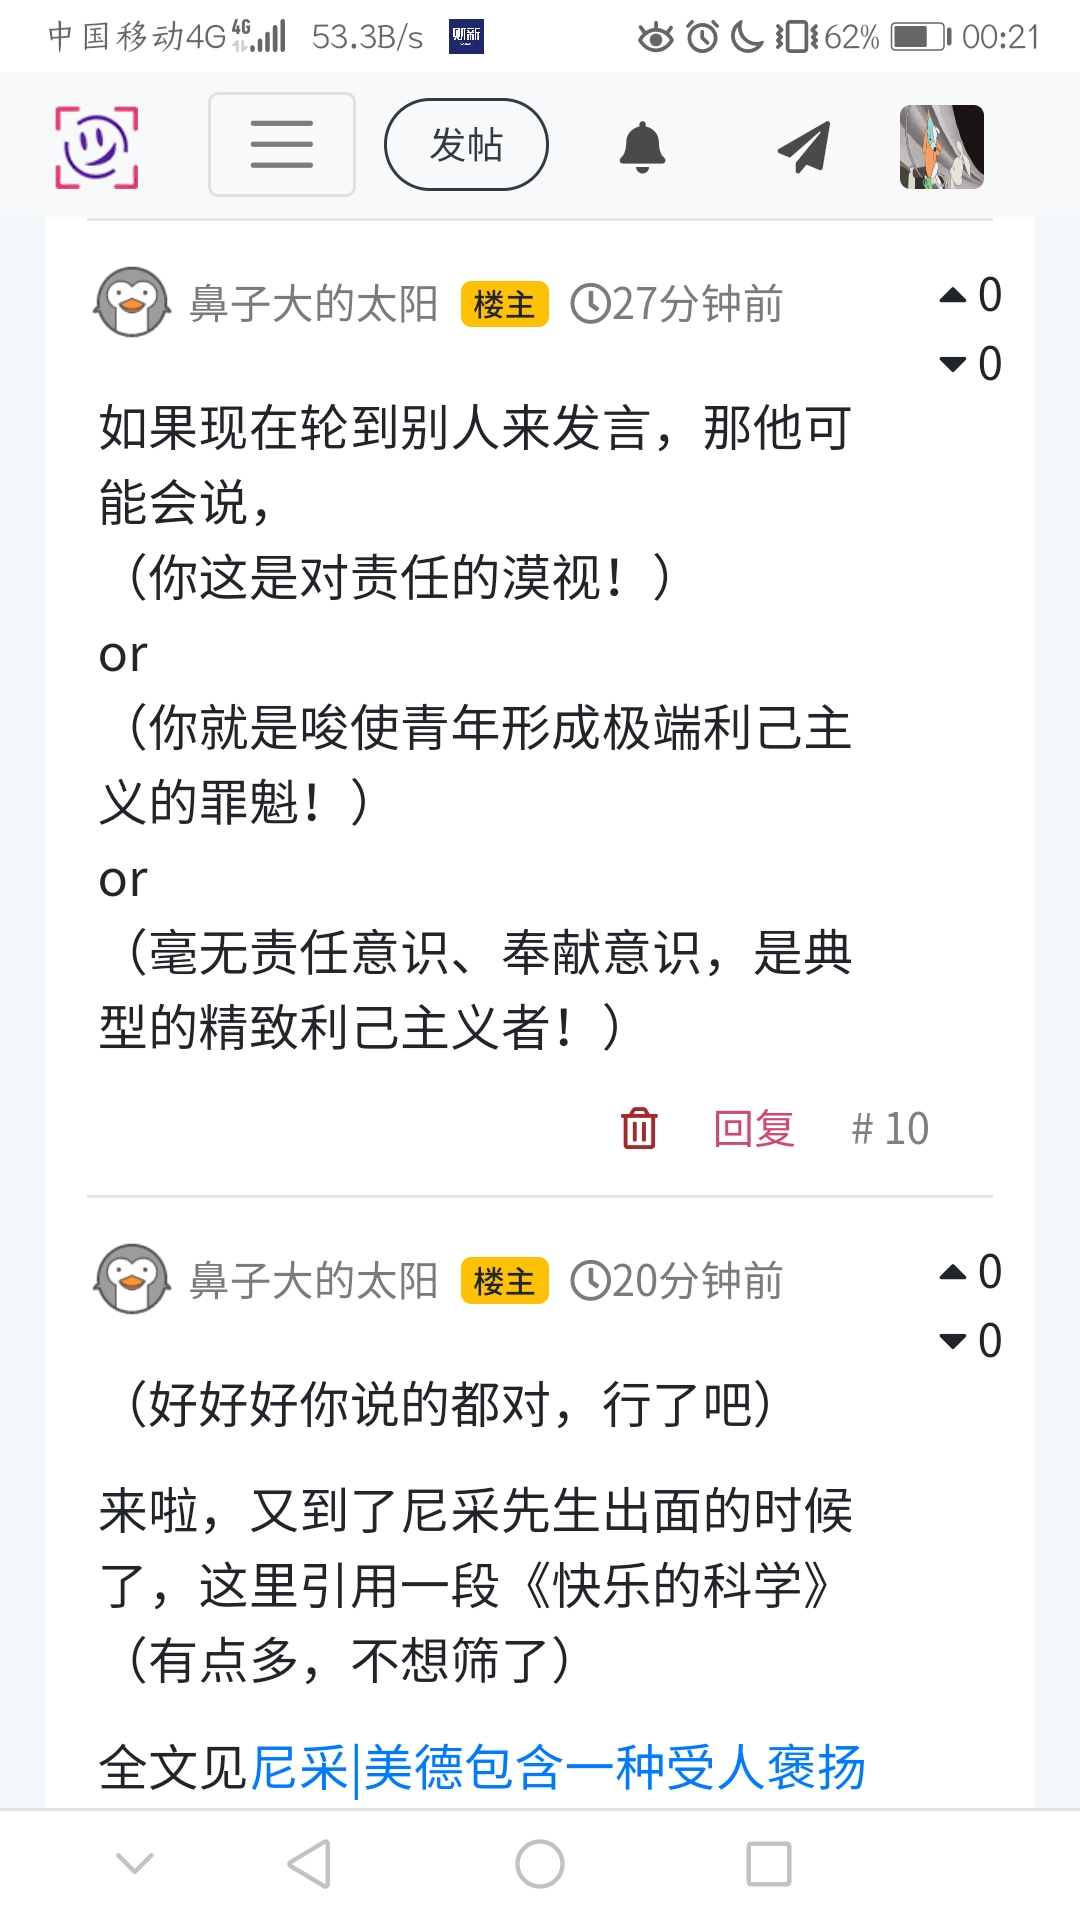 中国移动4G 4G 53.3B/s 财新 62% 00:21
发帖
鼻子大的太阳 楼主 27分钟前 0
0
如果现在轮到别人来发言，那他可
能会说，
（你这是对责任的漠视！）
or
（你就是唆使青年形成极端利己主
义的罪魁！）
or
（毫无责任意识、奉献意识，是典
型的精致利己主义者！）
回复 # 10
鼻子大的太阳 楼主 20分钟前 0
0
（好好好你说的都对，行了吧）
来啦，又到了尼采先生出面的时候
了，这里引用一段《快乐的科学》
（有点多，不想筛了）
全文见尼采|美德包含一种受人褒扬